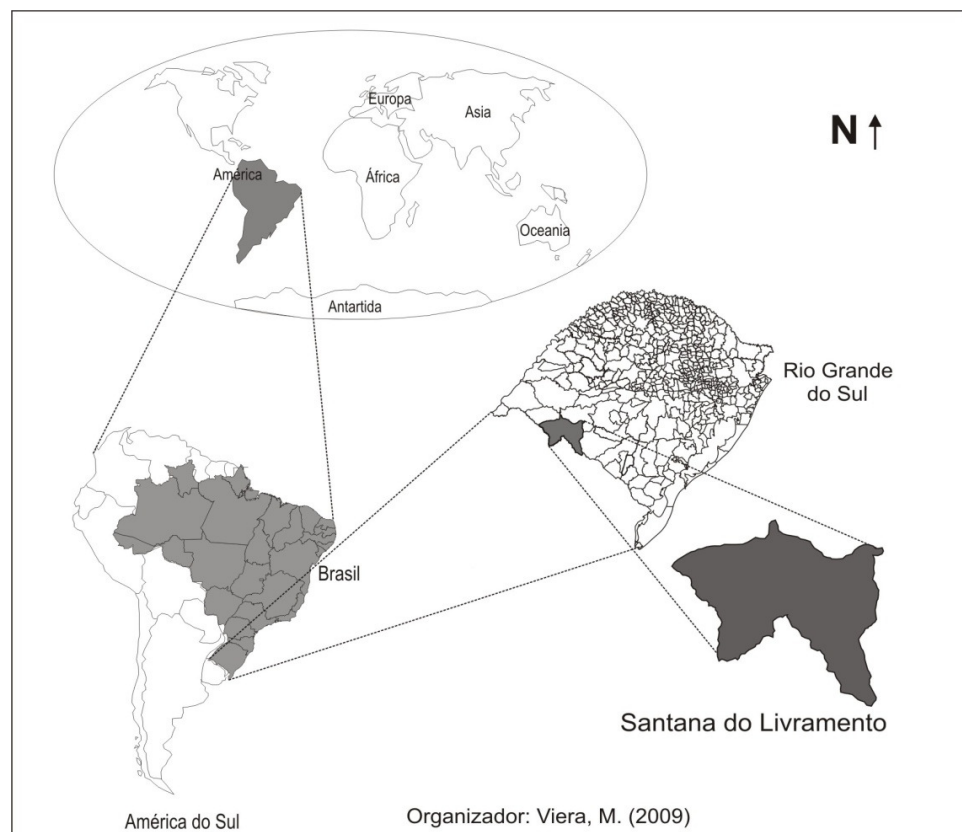 Europa
Asia
N
América
África
Oceania
Antartida
Rio Grande
do Sul
Brasil
Santana do Livramento
América do Sul
Organizador: Viera, M. (2009)